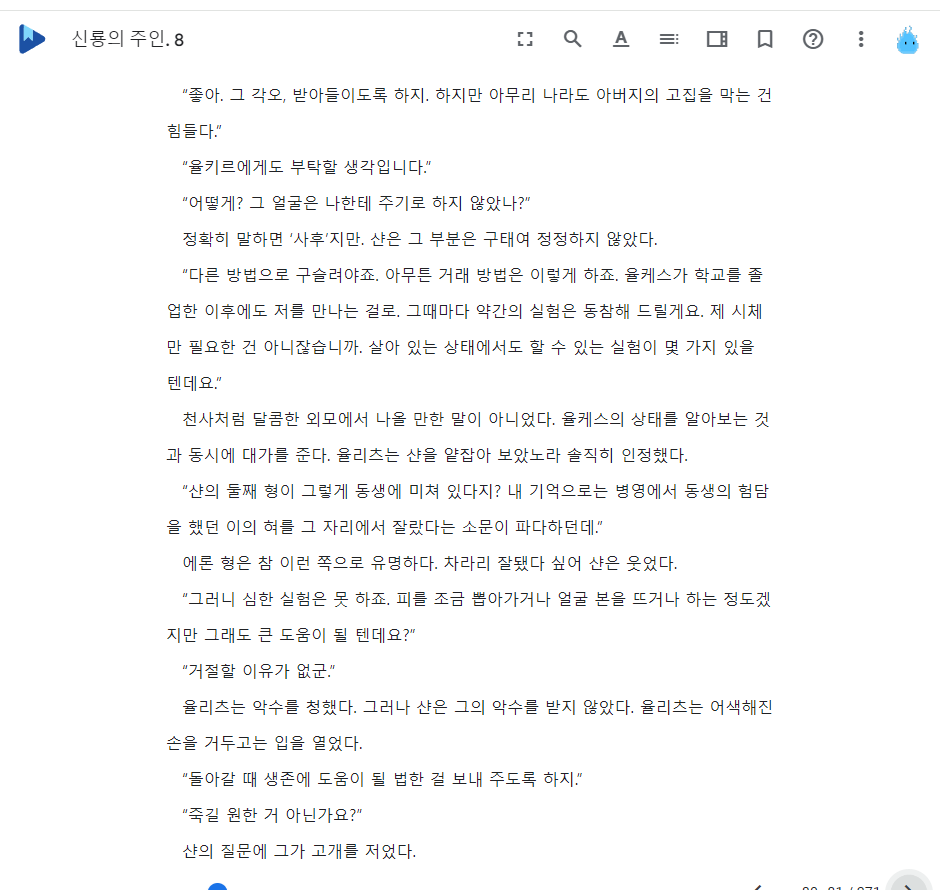 신룡의 주인. 8
“좋아. 그 각오, 받아들이도록 하지. 하지만 아무리 나라도 아버지의 고집을 막는 건
힘들다.”
“율키르에게도 부탁할 생각입니다.”
“어떻게? 그 얼굴은 나한테 주기로 하지 않았나?”
정확히 말하면 ‘사후’지만. 샨은 그 부분은 구태여 정정하지 않았다.
“다른 방법으로 구슬려야죠. 아무튼 거래 방법은 이렇게 하죠. 율케스가 학교를 졸
업한 이후에도 저를 만나는 걸로. 그때마다 약간의 실험은 동참해 드릴게요. 제 시체
만 필요한 건 아니잖습니까. 살아 있는 상태에서도 할 수 있는 실험이 몇 가지 있을
텐데요.”
천사처럼 달콤한 외모에서 나올 만한 말이 아니었다. 율케스의 상태를 알아보는 것
과 동시에 대가를 준다. 율리츠는 샨을 얕잡아 보았노라 솔직히 인정했다.
“샨의 둘째 형이 그렇게 동생에 미쳐 있다지? 내 기억으로는 병영에서 동생의 험담
을 했던 이의 혀를 그 자리에서 잘랐다는 소문이 파다하던데.”
에론 형은 참 이런 쪽으로 유명하다. 차라리 잘됐다 싶어 샨은 웃었다.
“그러니 심한 실험은 못 하죠. 피를 조금 뽑아가거나 얼굴 본을 뜨거나 하는 정도겠
지만 그래도 큰 도움이 될 텐데요?”
“거절할 이유가 없군.”
율리츠는 악수를 청했다. 그러나 샨은 그의 악수를 받지 않았다. 율리츠는 어색해진
손을 거두고는 입을 열었다.
“돌아갈 때 생존에 도움이 될 법한 걸 보내 주도록 하지.”
“죽길 원한 거 아닌가요?”
샨의 질문에 그가 고개를 저었다.